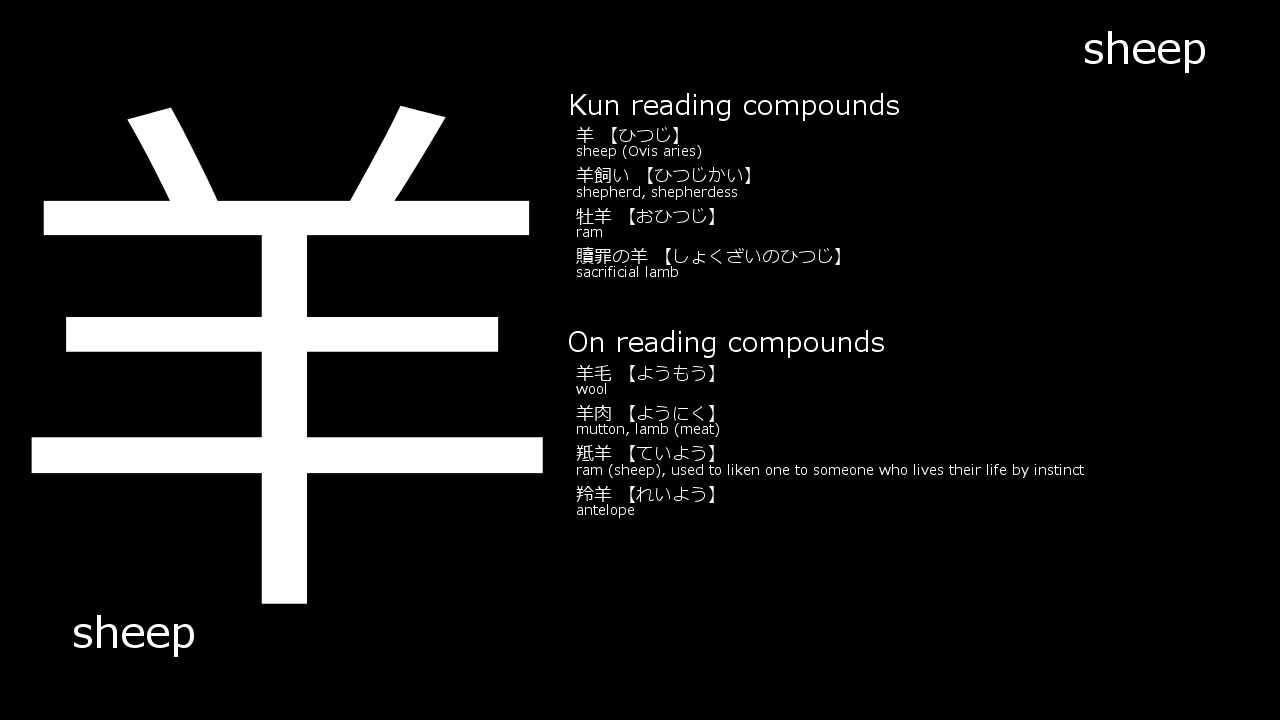 sheep
羊
Kun reading compounds
羊 【ひつじ】
sheep (Ovis aries)
羊飼い 【ひつじかい】
shepherd, shepherdess
牡羊 【おひつじ】
ram
贖罪の羊 【しょくざいのひつじ】
sacrificial lamb
On reading compounds
羊毛 【ようもう】
wool
羊肉 【ようにく】
mutton, lamb (meat)
羝羊 【ていよう】
ram (sheep), used to liken one to someone who lives their life by instinct
羚羊 【れいよう】
antelope
sheep